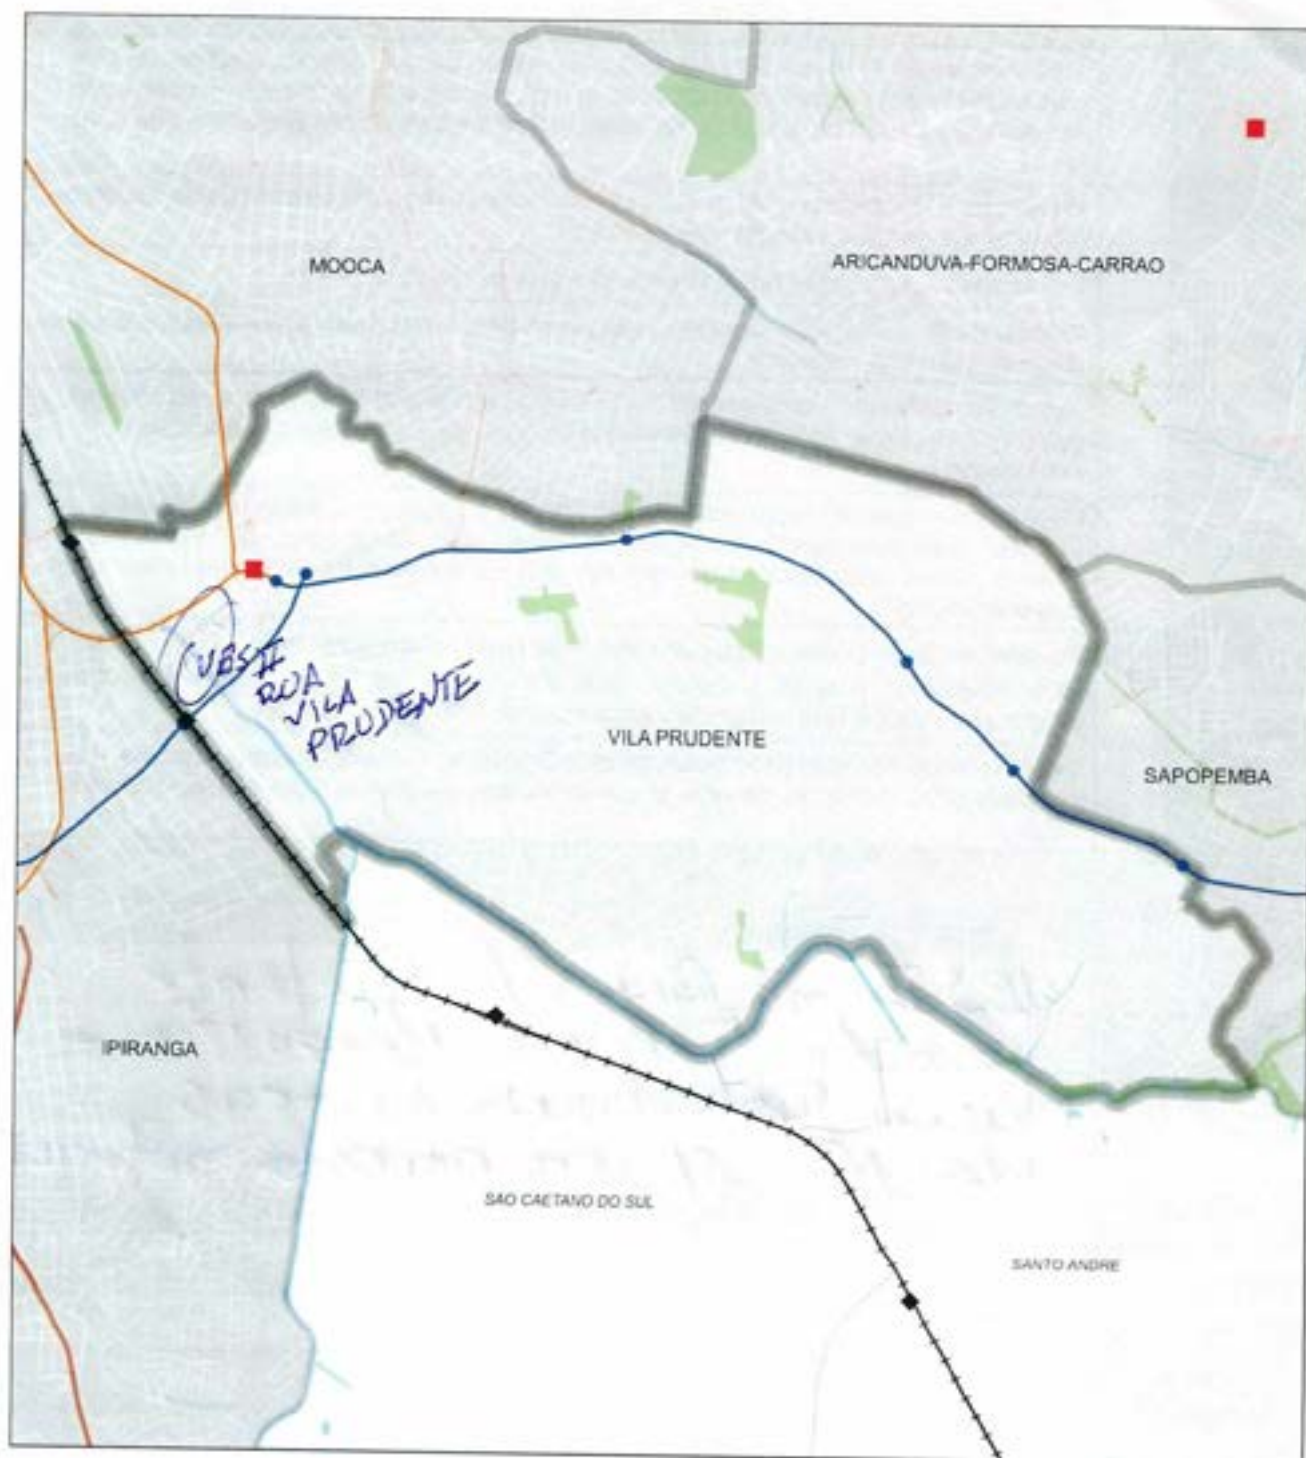 MOOCA
ARICANDUVA-FORMOSA-CARRAO
(UBS II
RUA
VILA
PRUDENTE
VILA PRUDENTE
SAPOPEMBA
IPIRANGA
SAO CAETANO DO SUL
SANTO ANDRE